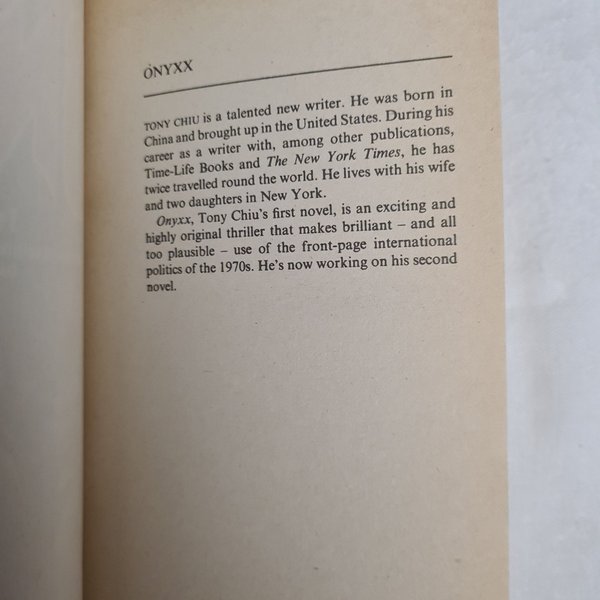 ONYXX
TONY CHIU is a talented new writer. He was born in
China and brought up in the United States. During his
career as a writer with, among other publications,
Time-Life Books and The New York Times, he has
twice travelled round the world. He lives with his wife
and two daughters in New York.
Onyxx, Tony Chiu's first novel, is an exciting and
highly original thriller that makes brilliant – and all
too plausible – use of the front-page international
politics of the 1970s. He's now working on his second
novel.